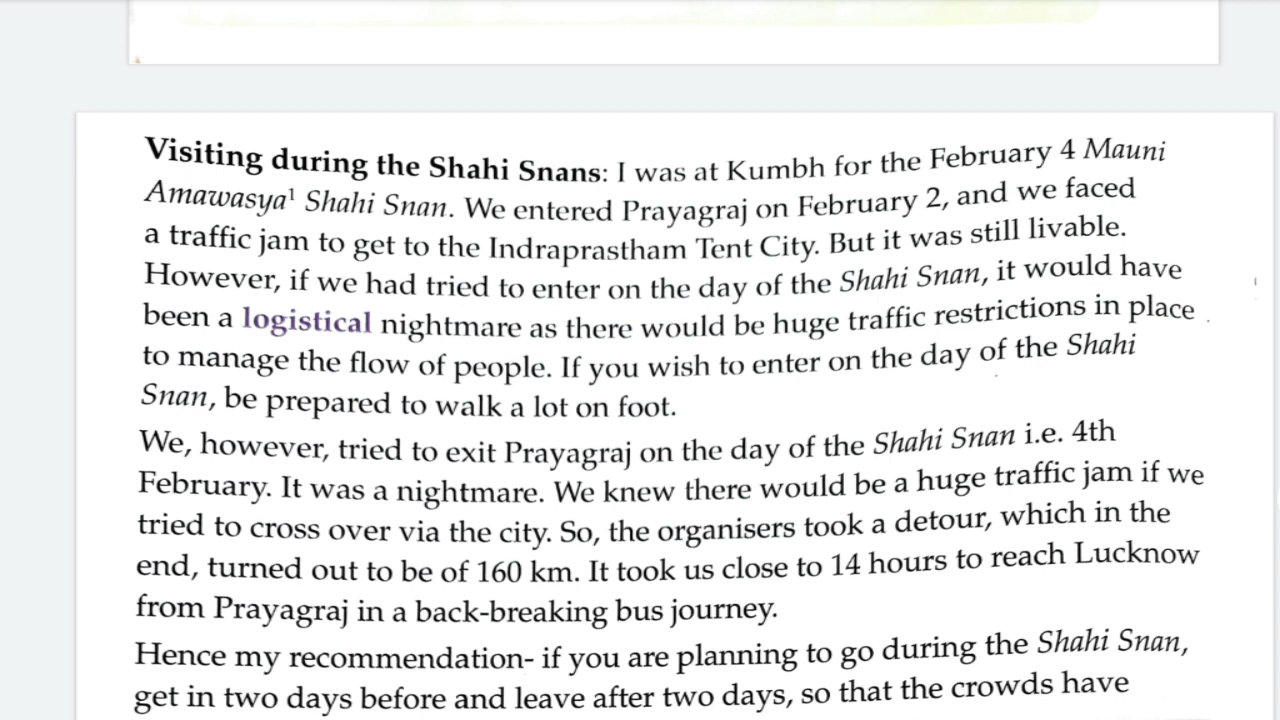 Visiting during the Shahi Snans: I was at Kumbh for the February 4 Mauni
Amawasya¹ Shahi Snan. We entered Prayagraj on February 2, and we faced
a traffic jam to get to the Indraprastham Tent City. But it was still livable.
However, if we had tried to enter on the day of the Shahi Snan, it would have
been a logistical nightmare as there would be huge traffic restrictions in place
to manage the flow of people. If you wish to enter on the day of the Shahi
Snan, be prepared to walk a lot on foot.
We, however, tried to exit Prayagraj on the day of the Shahi Snan i.e. 4th
February. It was a nightmare. We knew there would be a huge traffic jam if we
tried to cross over via the city. So, the organisers took a detour, which in the
end, turned out to be of 160 km. It took us close to 14 hours to reach Lucknow
from Prayagraj in a back-breaking bus journey.
Hence my recommendation- if you are planning to go during the Shahi Snan,
get in two days before and leave after two days, so that the crowds have